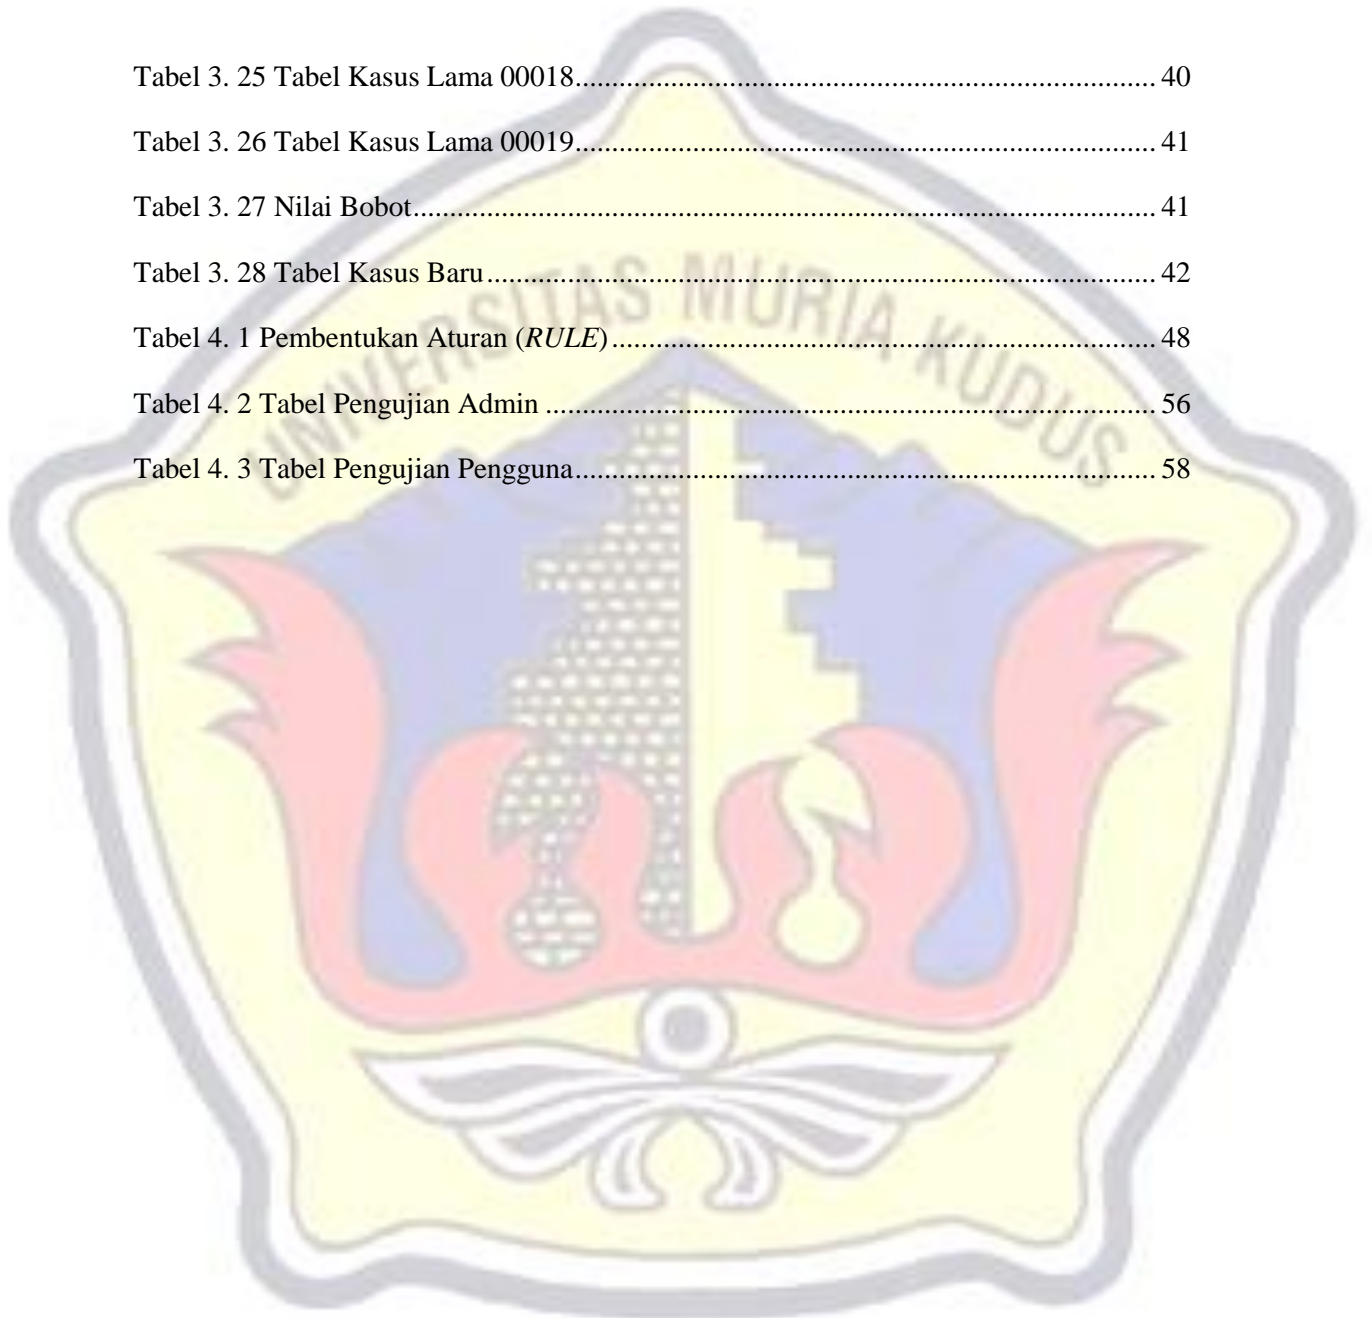 Tabel 3. 25 Tabel Kasus Lama 00018........................................................................... 40
Tabel 3. 26 Tabel Kasus Lama 00019........................................................................... 41
Tabel 3. 27 Nilai Bobot................................................................................................ 41
Tabel 3. 28 Tabel Kasus Baru...................................................................................... 42
Tabel 4. 1 Pembentukan Aturan (RULE)...................................................................... 48
Tabel 4. 2 Tabel Pengujian Admin ............................................................................... 56
Tabel 4. 3 Tabel Pengujian Pengguna........................................................................... 58
UNIVERSITAS MURIA KUDUS